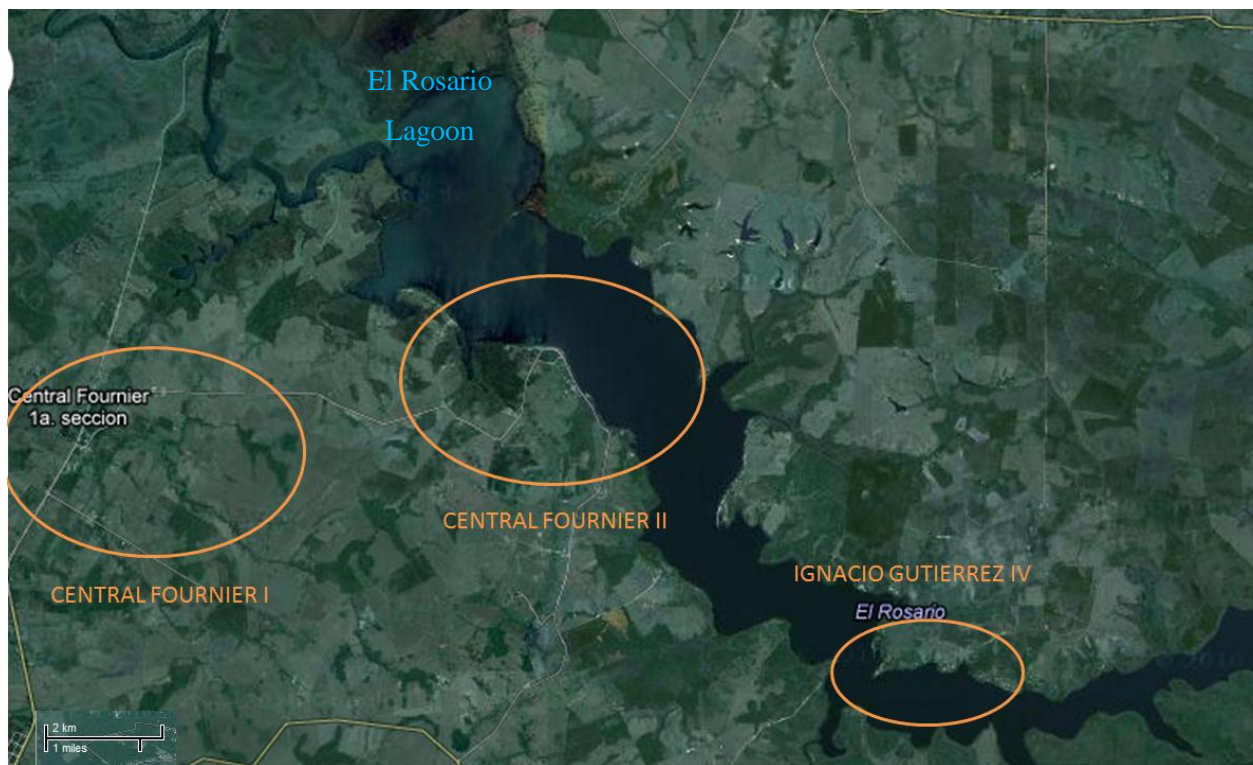 El Rosario
Lagoon
Central Fournier
1a. seccion
CENTRAL FOURNIER II
IGNACIO GUTIERREZ IV
CENTRAL FOURNIER I
El Rosario
2 km
1 miles